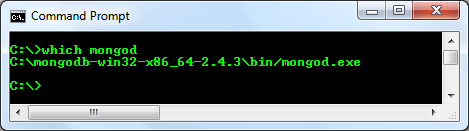 Command Prompt
C:\>which mongod
C:\mongodb-win32-x86_64-2.4.3\bin/mongod.exe
C:\>